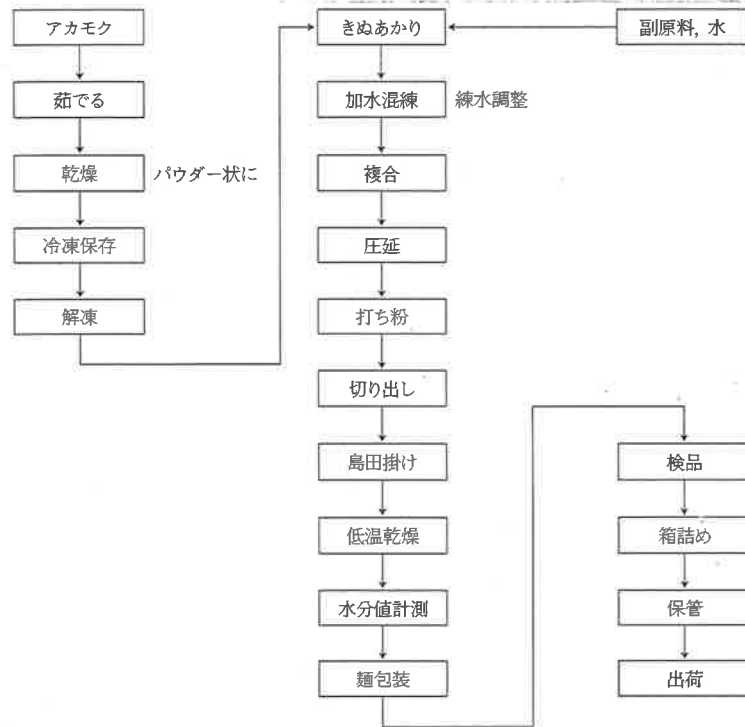 アカモク
茹でる
乾燥 パウダー状に
冷凍保存
解凍
きぬあかり
加水混練 練水調整
複合
圧延
打ち粉
切り出し
島田掛け
低温乾燥
水分値計測
麺包装
副原料, 水
検品
箱詰め
保管
出荷